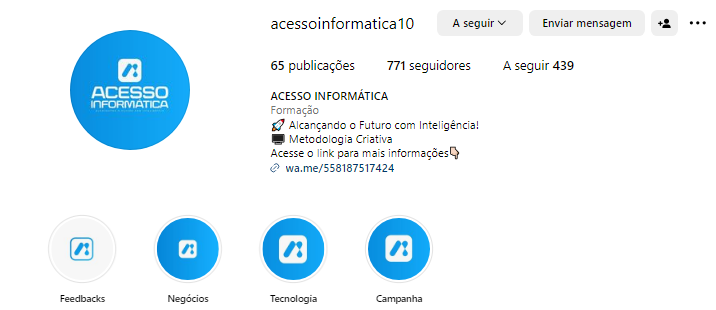 acessoinformatica10 A seguir Enviar mensagem
65 publicações 771 seguidores A seguir 439
ACESSO INFORMÁTICA
ACESSO INFORMÁTICA
Formação
🚀 Alcançando o Futuro com Inteligência!
💻 Metodologia Criativa
Acesse o link para mais informações👇🏻
wa.me/558187517424
Feedbacks Negócios Tecnologia Campanha